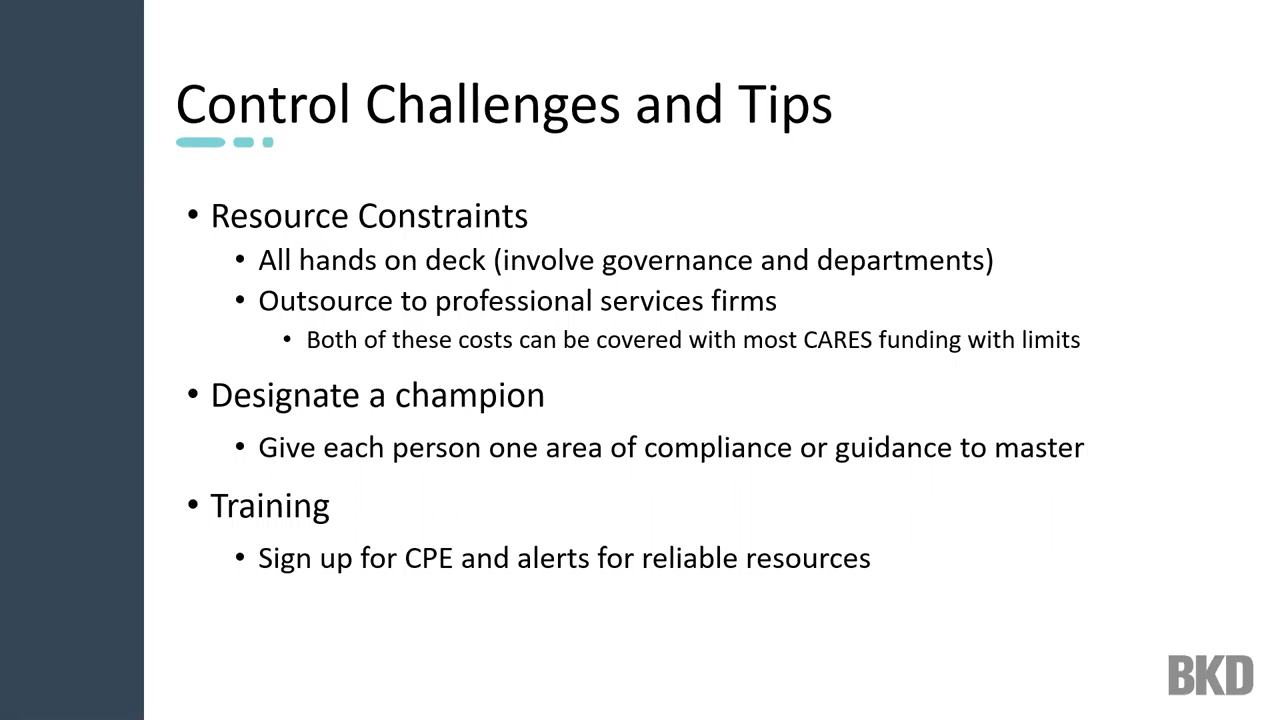 Control Challenges and Tips
• Resource Constraints
• All hands on deck (involve governance and departments)
• Outsource to professional services firms
• Both of these costs can be covered with most CARES funding with limits
• Designate a champion
• Give each person one area of compliance or guidance to master
• Training
• Sign up for CPE and alerts for reliable resources
BKD